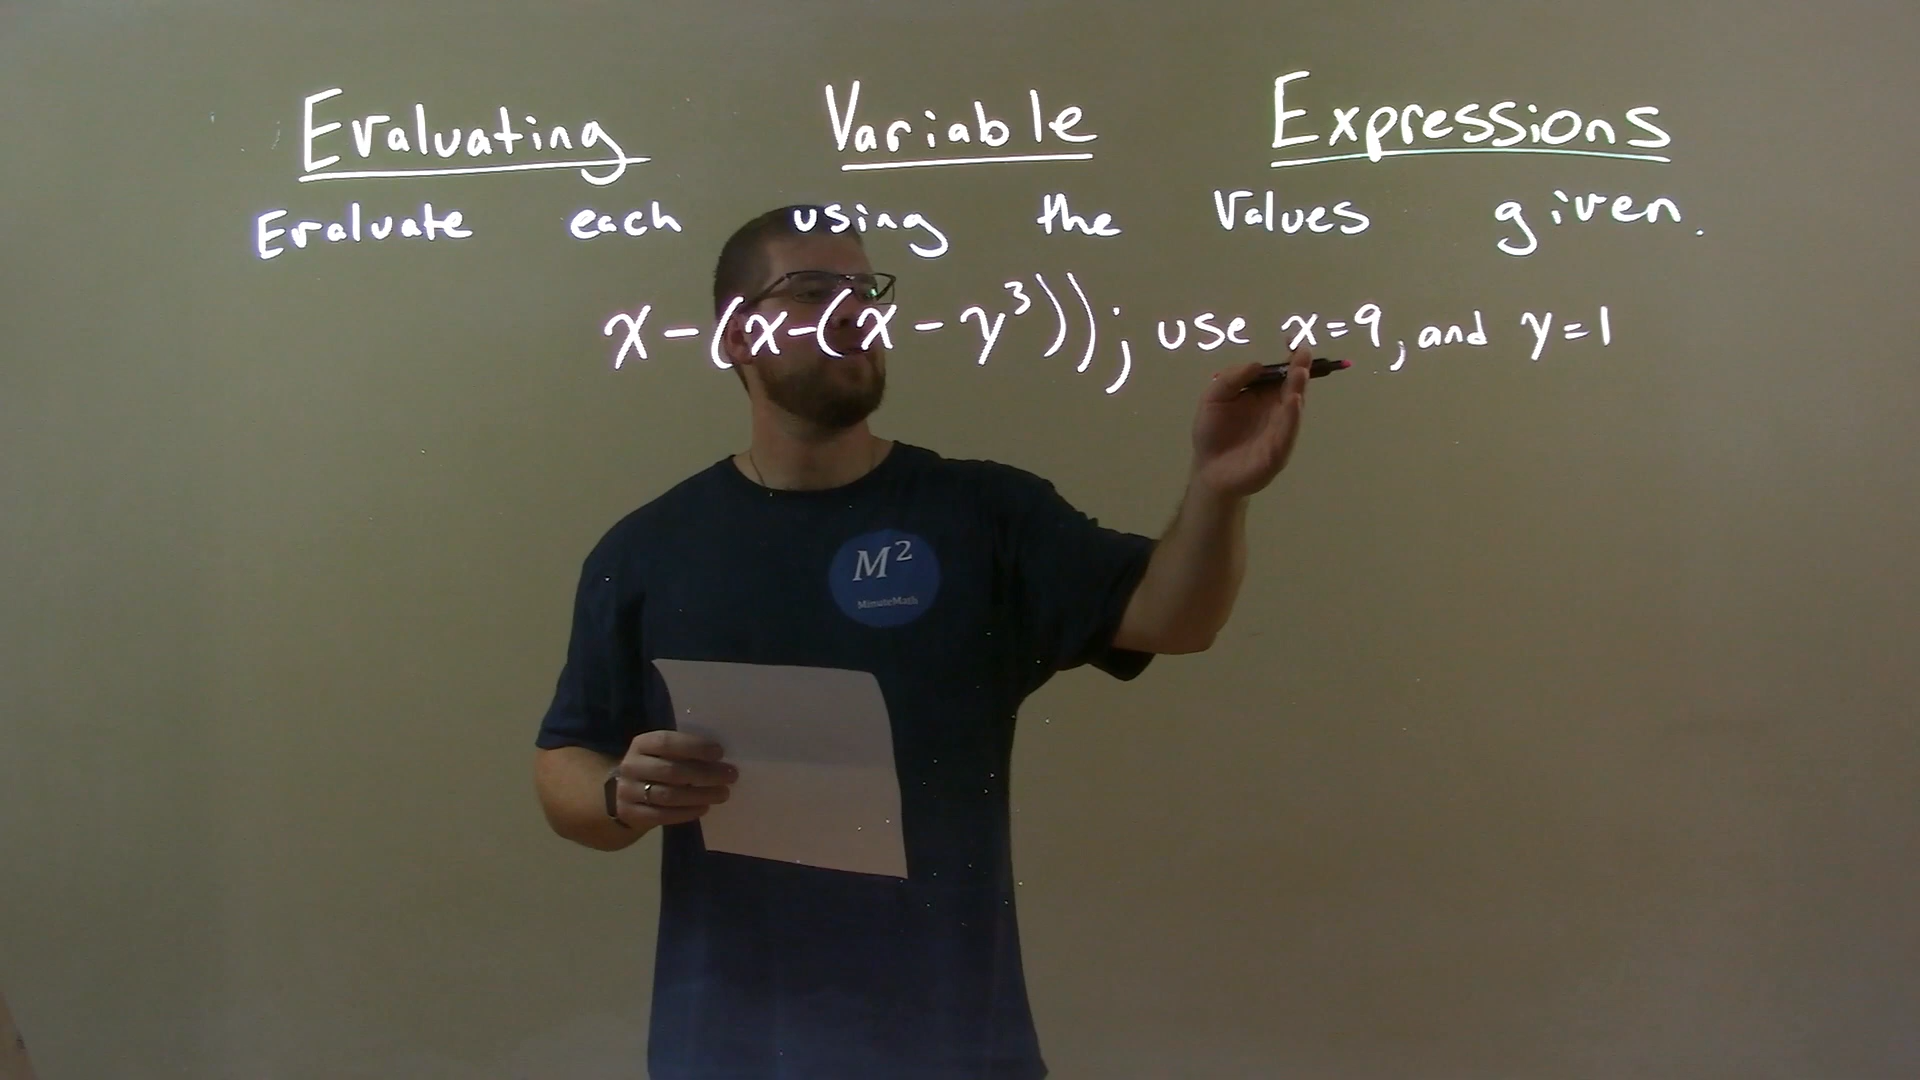 Evaluating Variable Expressions
Evaluate each using the values given.
x-(x-(x-y³)); use x=9, and y=1
M²
MinuteMath